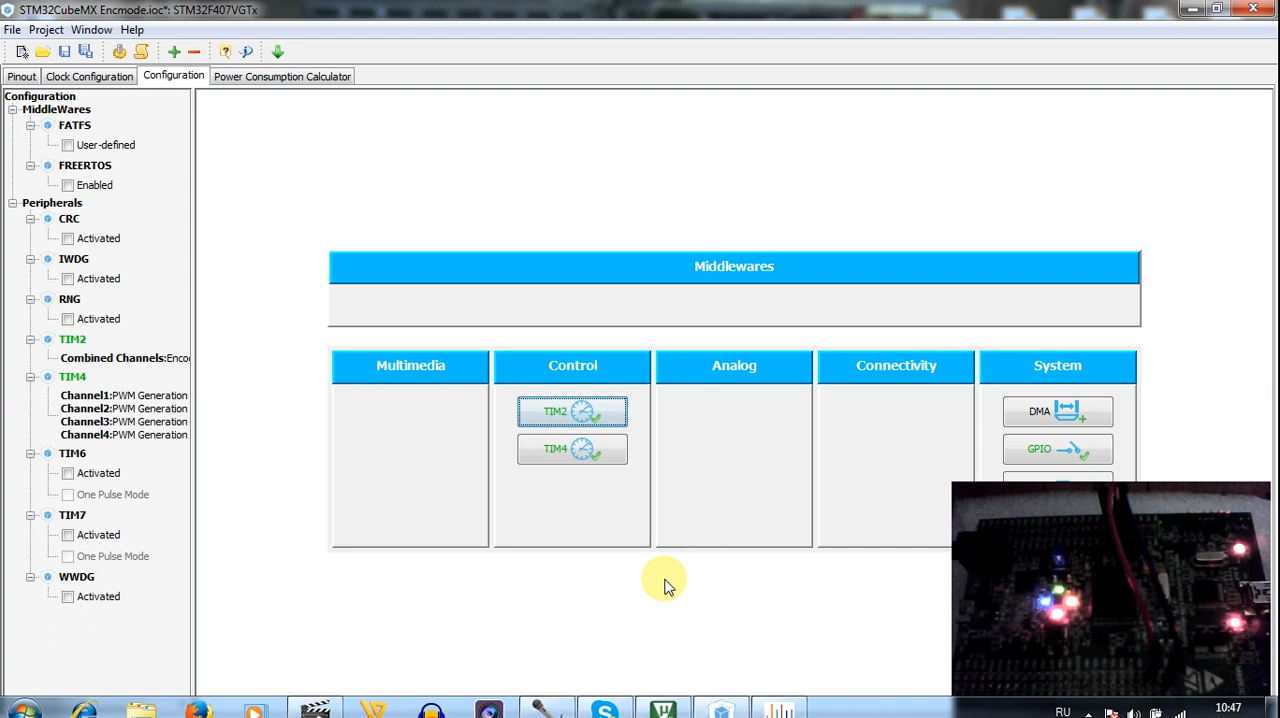 STM32CubeMX Encmode.ioc*: STM32F407VGTx
File Project Window Help
Pinout Clock Configuration Configuration Power Consumption Calculator
Configuration
MiddleWares
FATFS
User-defined
FREERTOS
Enabled
Peripherals
CRC
Activated
IWDG
Activated
RNG
Activated
TIM2
Combined Channels:Enco
TIM4
Channel1:PWM Generation
Channel2:PWM Generation
Channel3:PWM Generation
Channel4:PWM Generation
TIM6
Activated
One Pulse Mode
TIM7
Activated
One Pulse Mode
WWDG
Activated
Middlewares
Multimedia Control Analog Connectivity System
TIM2 DMA
TIM4 GPIO
RU 10:47